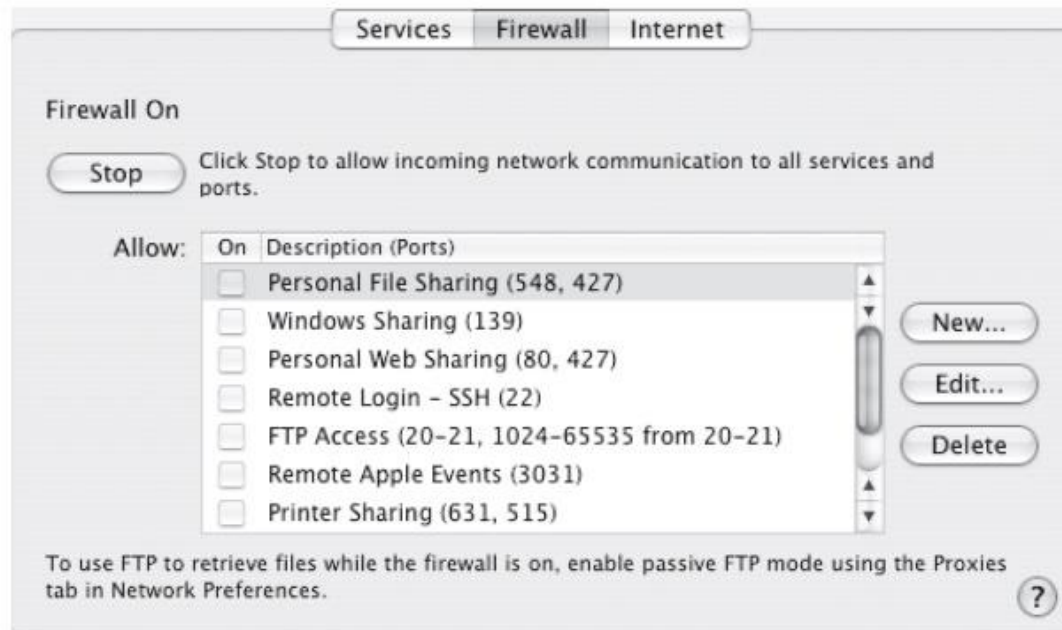 Services Firewall Internet
Firewall On
Stop
Click Stop to allow incoming network communication to all services and
ports.
Allow:
On Description (Ports)
Personal File Sharing (548, 427)
Windows Sharing (139)
Personal Web Sharing (80, 427)
Remote Login – SSH (22)
FTP Access (20–21, 1024–65535 from 20–21)
Remote Apple Events (3031)
Printer Sharing (631, 515)
New...
Edit...
Delete
To use FTP to retrieve files while the firewall is on, enable passive FTP mode using the Proxies
tab in Network Preferences.
?